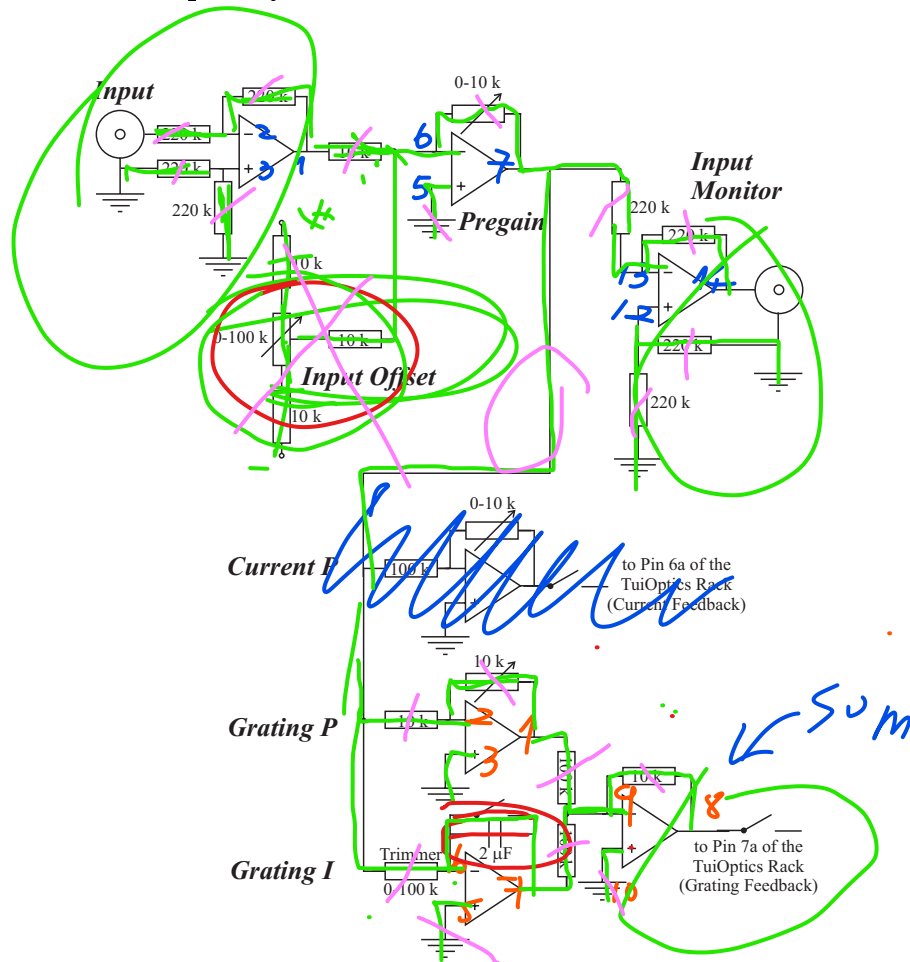 Input
0-10 k
220 k
220 k
2
6
220 k
3
1
10 k
5
7
Pregain
Input
Monitor
220 k
220 k
220 k
13
14
12
10 k
+
0-100 k
10 k
220 k
Input Offset
220 k
10 k
-
0-10 k
Current P
100 k
to Pin 6a of the
TuiOptics Rack
(Current Feedback)
10 k
Grating P
10 k
2
1
3
Sum
10 k
9
8
10
to Pin 7a of the
TuiOptics Rack
(Grating Feedback)
2 µF
Grating I
Trimmer
0-100 k
6
7
5